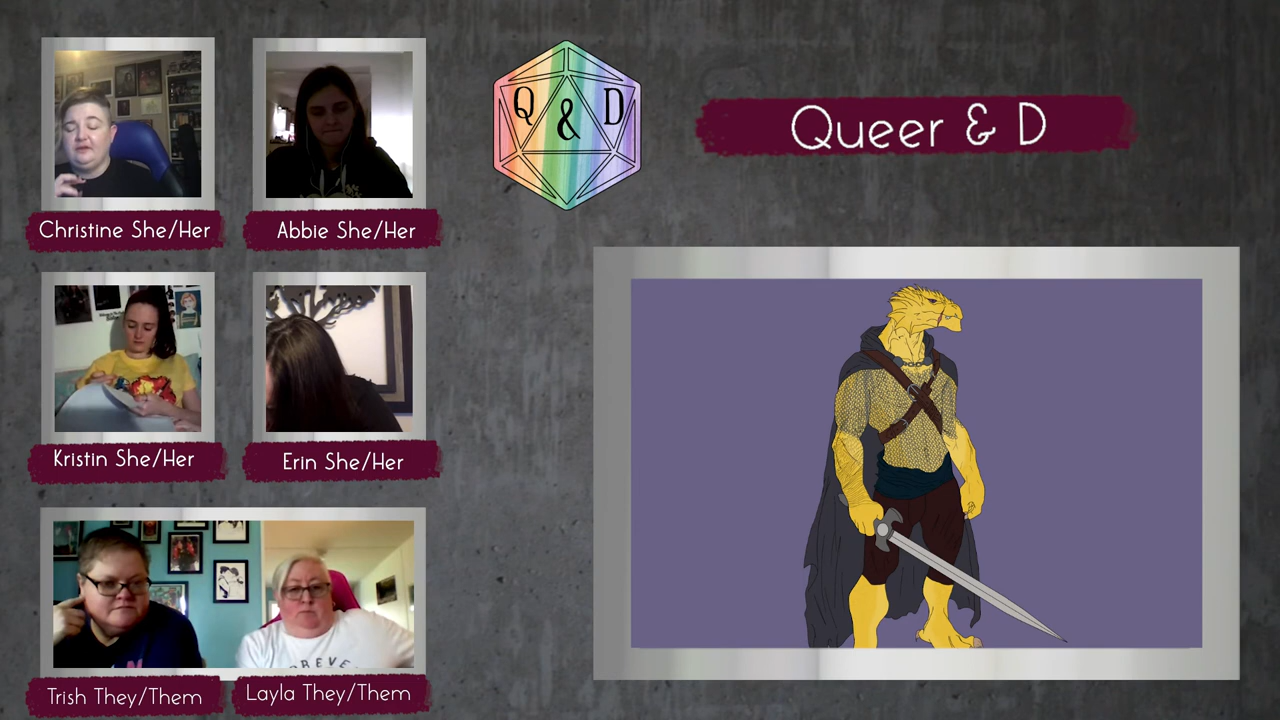 Q & D
Queer & D
Christine She/Her
Abbie She/Her
Kristin She/Her
Erin She/Her
Trish They/Them
Layla They/Them